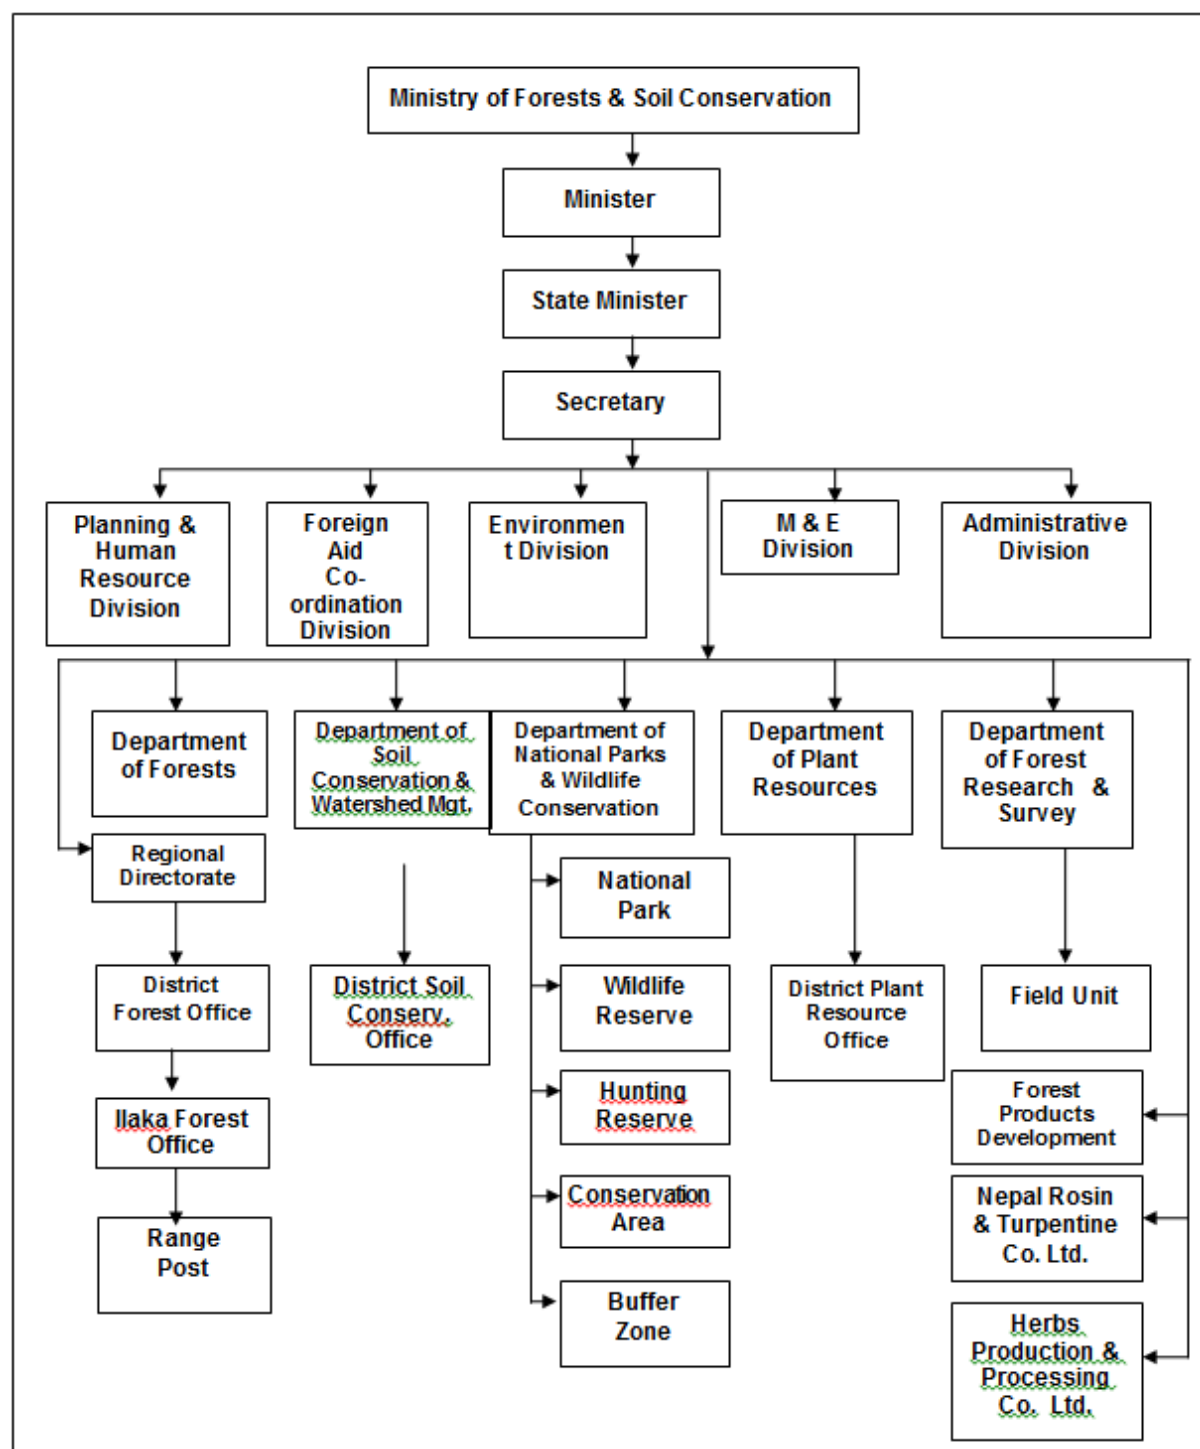 Ministry of Forests & Soil Conservation
Minister
State Minister
Secretary
Planning &
Human
Resource
Division
Foreign
Aid
Co-
ordination
Division
Environmen
t Division
M & E
Division
Administrative
Division
Department
of Forests
Department of
Soil
Conservation &
Watershed Mgt.
Department of
National Parks
& Wildlife
Conservation
Department
of Plant
Resources
Department
of Forest
Research &
Survey
Regional
Directorate
National
Park
District
Forest Office
District Soil
Conserv.
Office
Wildlife
Reserve
District Plant
Resource
Office
Field Unit
Ilaka Forest
Office
Hunting
Reserve
Forest
Products
Development
Range
Post
Conservation
Area
Nepal Rosin
& Turpentine
Co. Ltd.
Buffer
Zone
Herbs
Production &
Processing
Co. Ltd.